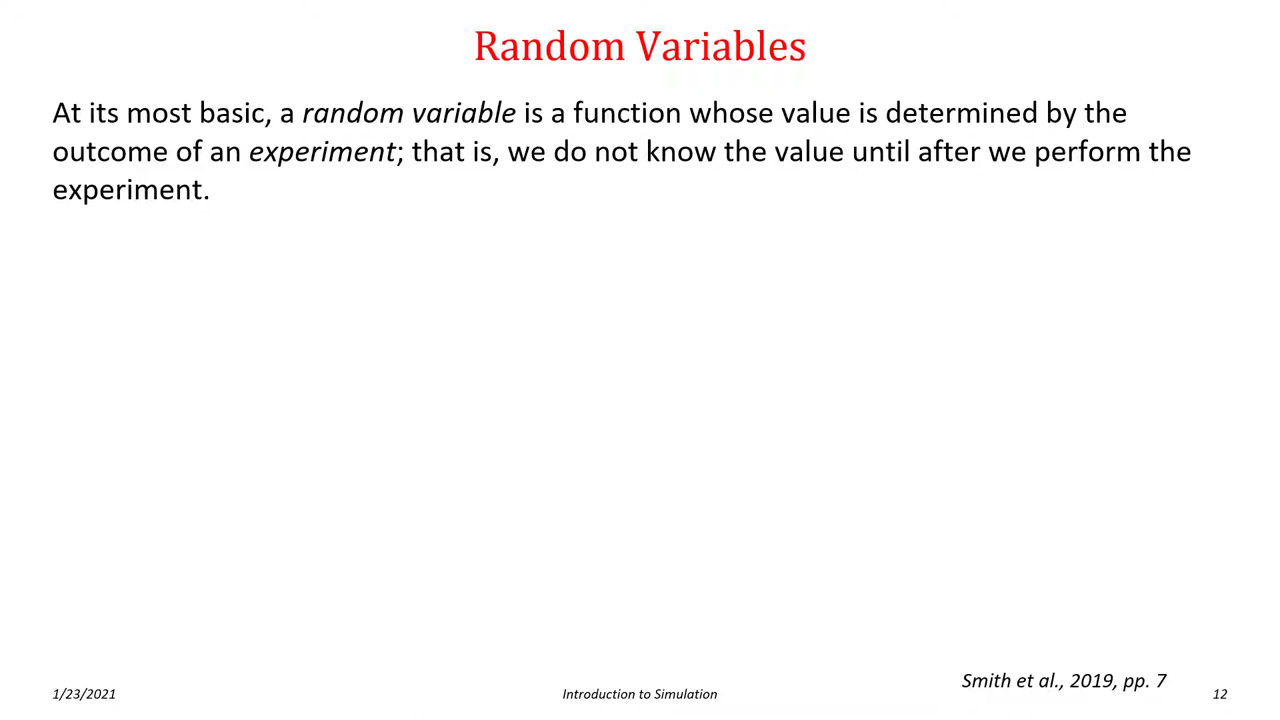 Random Variables
At its most basic, a random variable is a function whose value is determined by the
outcome of an experiment; that is, we do not know the value until after we perform the
experiment.
Smith et al., 2019, pp. 7
1/23/2021
Introduction to Simulation
12